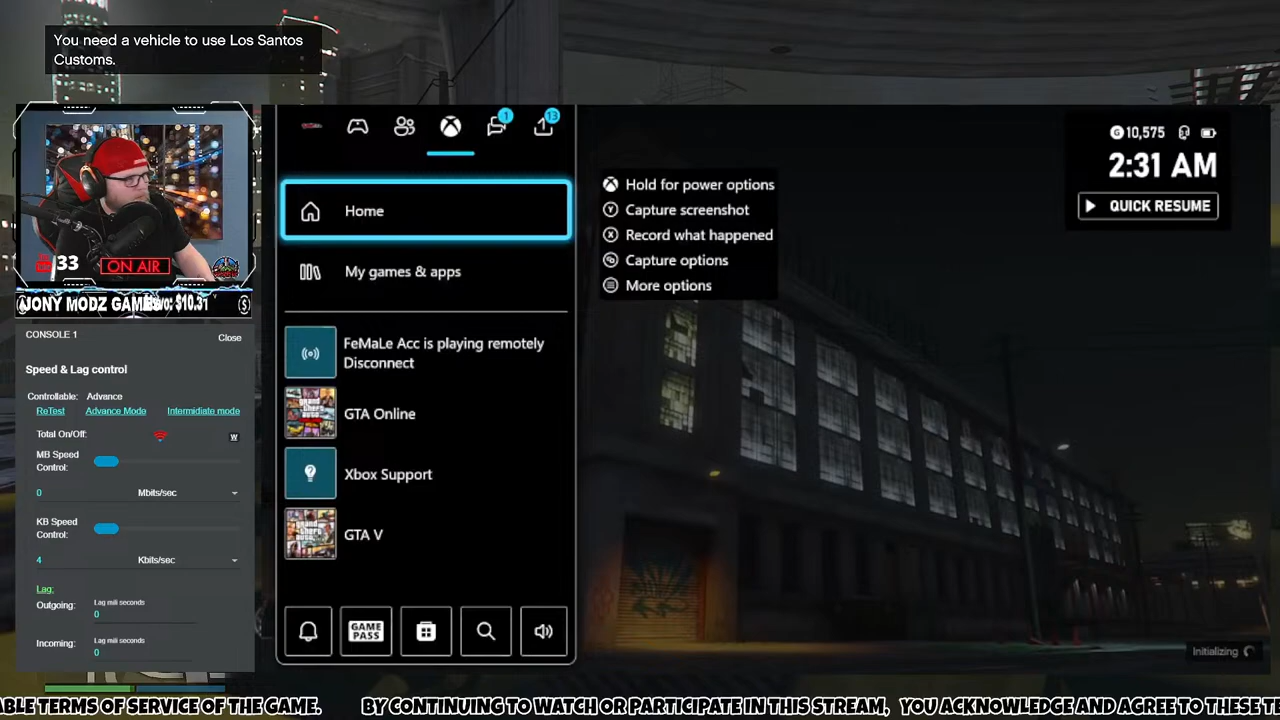 You need a vehicle to use Los Santos
Customs.
1
13
10,575
2:31 AM
QUICK RESUME
Home
My games & apps
Hold for power options
Capture screenshot
Record what happened
Capture options
More options
FeMaLe Acc is playing remotely
Disconnect
GTA Online
Xbox Support
GTA V
GAME
PASS
Initializing
/33
ON AIR
JONY MODZ
$10.31
CONSOLE 1
Close
Speed & Lag control
Controllable: Advance
ReTest Advance Mode Intermidiate mode
Total On/Off:
W
MB Speed
Control:
0 Mbits/sec
KB Speed
Control:
4 Kbits/sec
Lag:
Outgoing: Lag mili seconds
0
Incoming: Lag mili seconds
0
ABLE TERMS OF SERVICE OF THE GAME. BY CONTINUING TO WATCH OR PARTICIPATE IN THIS STREAM, YOU ACKNOWLEDGE AND AGREE TO THESE TE